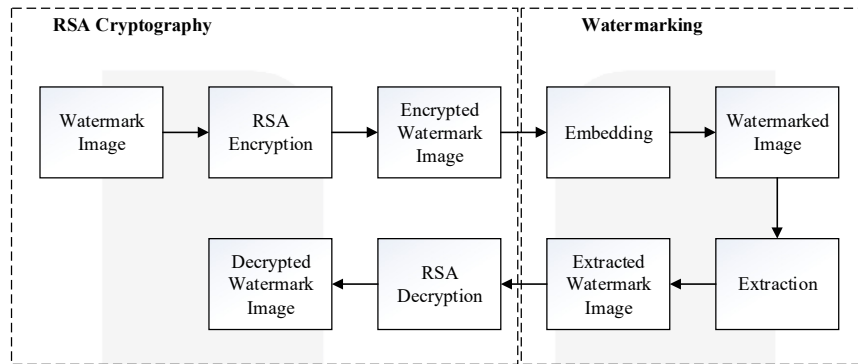 RSA Cryptography
Watermarking
Watermark
Image
RSA
Encryption
Encrypted
Watermark
Image
Embedding
Watermarked
Image
Decrypted
Watermark
Image
RSA
Decryption
Extracted
Watermark
Image
Extraction